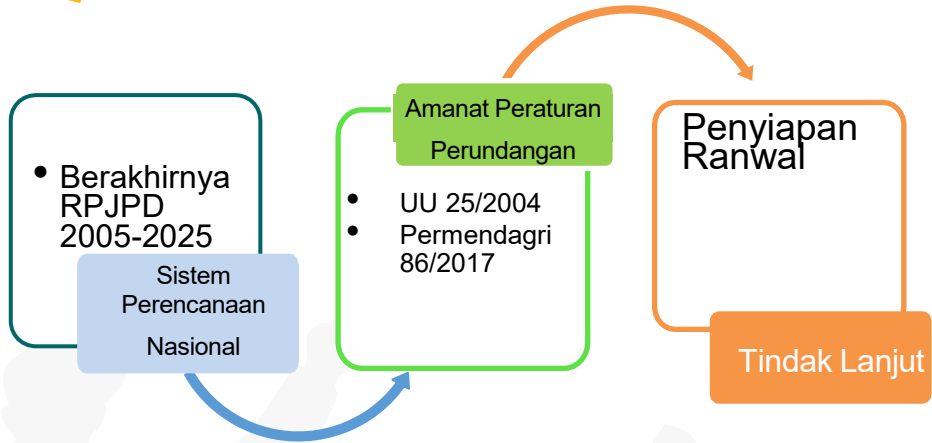 • Berakhirnya
RPJPD
2005-2025
Sistem
Perencanaan
Nasional
Amanat Peraturan
Perundangan
• UU 25/2004
• Permendagri
86/2017
Penyiapan
Ranwal
Tindak Lanjut